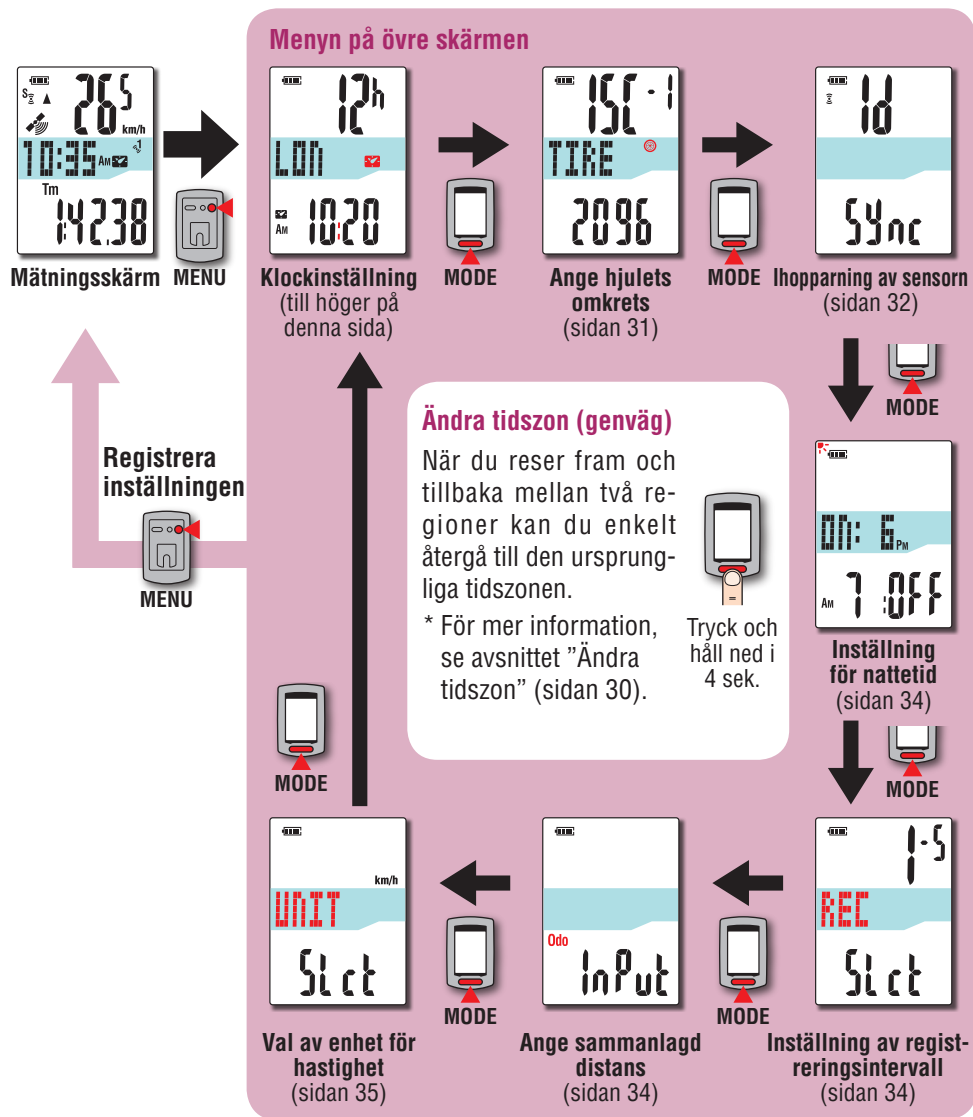 Menyn på övre skärmen
S
26 5
km/h
10:35 AM
1
Tm
1:42.38
Mätningsskärm
MENU
12h
LON
AM
10:20
Klockinställning
(till höger på
denna sida)
MODE
ISC-1
TIRE
2096
Ange hjulets
omkrets
(sidan 31)
MODE
Id
SYnc
Ihopparning av sensorn
(sidan 32)
MODE
ON: 6 PM
AM 7 :OFF
Inställning
för nattetid
(sidan 34)
MODE
1-S
REC
SLct
Inställning av regist-
reringsintervall
(sidan 34)
MODE
Odo
InPut
Ange sammanlagd
distans
(sidan 34)
MODE
km/h
UNIT
SLct
Val av enhet för
hastighet
(sidan 35)
MODE
Registrera
inställningen
MENU
Ändra tidszon (genväg)
När du reser fram och
tillbaka mellan två re-
gioner kan du enkelt
återgå till den ursprung-
liga tidszonen.
* För mer information,
se avsnittet ”Ändra
tidszon” (sidan 30).
Tryck och
håll ned i
4 sek.